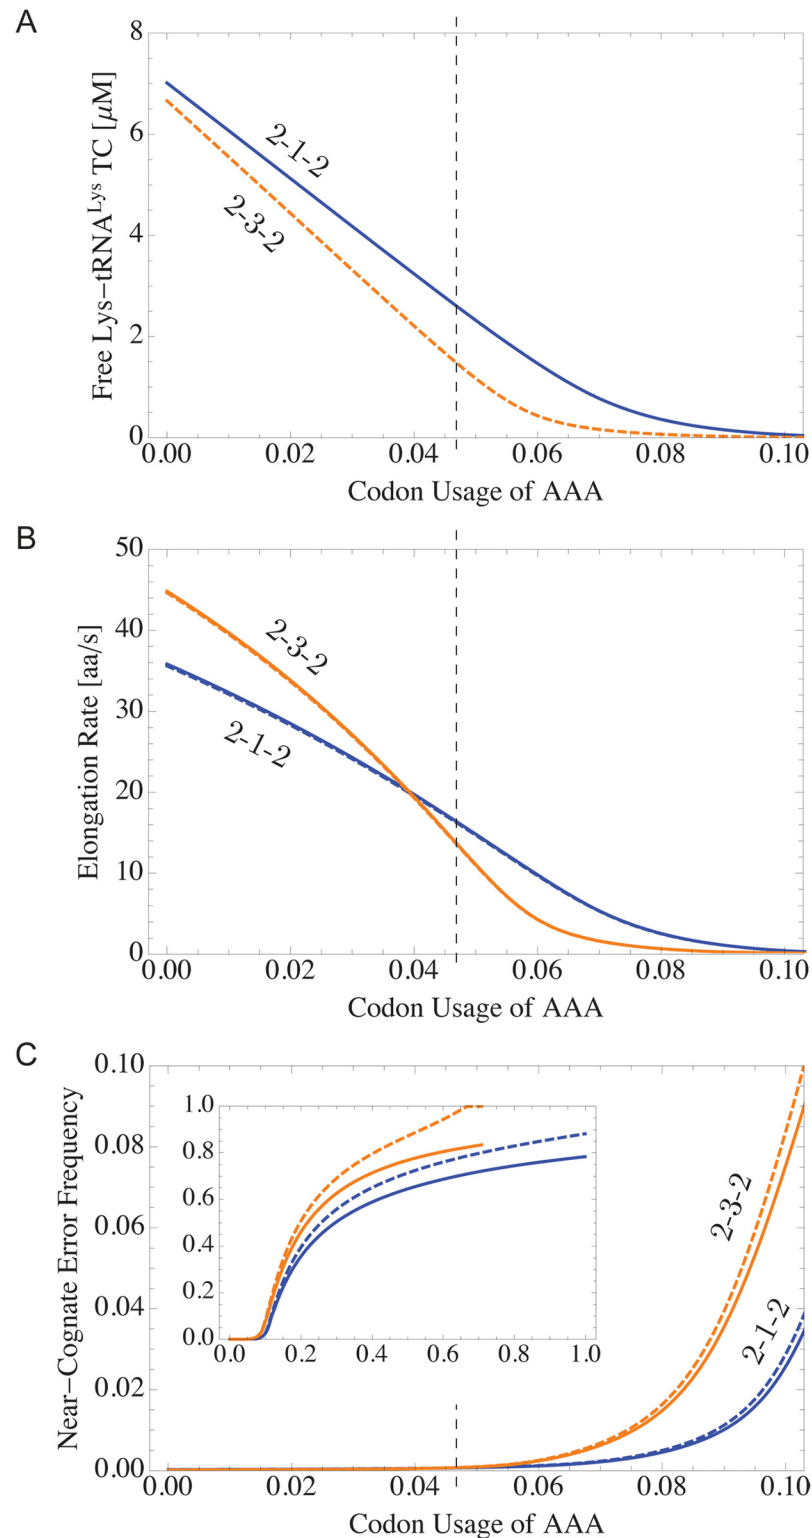 A
Free Lys−tRNA^Lys TC [μM]
8
6
4
2
0
2-1-2
2-3-2
0.00 0.02 0.04 0.06 0.08 0.10
Codon Usage of AAA
B
Elongation Rate [aa/s]
50
40
30
20
10
0
2-3-2
2-1-2
0.00 0.02 0.04 0.06 0.08 0.10
Codon Usage of AAA
C
Near−Cognate Error Frequency
0.10
0.08
0.06
0.04
0.02
0.00
1.0
0.8
0.6
0.4
0.2
0.0
0.0 0.2 0.4 0.6 0.8 1.0
2-3-2
2-1-2
0.00 0.02 0.04 0.06 0.08 0.10
Codon Usage of AAA